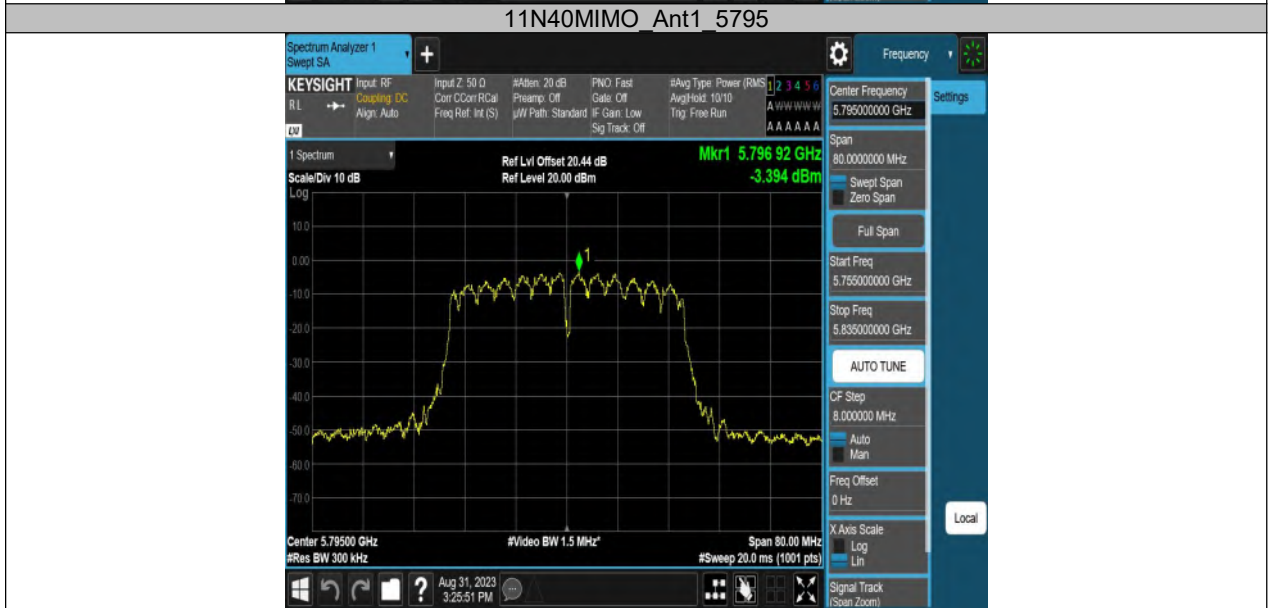 11N40MIMO_Ant1_5795
Spectrum Analyzer 1
Swept SA
+
Frequency
KEYSIGHT
RL
LXI
Input: RF
Coupling: DC
Align: Auto
Input Z: 50 Ω
Corr CCorr RCal
Freq Ref: Int (S)
#Atten: 20 dB
Preamp: Off
µW Path: Standard
PNO: Fast
Gate: Off
IF Gain: Low
Sig Track: Off
#Avg Type: Power (RMS
Avg|Hold: 10/10
Trig: Free Run
1 2 3 4 5 6
A W W W W W
A A A A A A
Center Frequency
5.795000000 GHz
Settings
1 Spectrum
Scale/Div 10 dB
Ref Lvl Offset 20.44 dB
Ref Level 20.00 dBm
Mkr1 5.796 92 GHz
-3.394 dBm
Span
80.0000000 MHz
Swept Span
Zero Span
Full Span
Start Freq
5.755000000 GHz
Stop Freq
5.835000000 GHz
AUTO TUNE
CF Step
8.000000 MHz
Auto
Man
Freq Offset
0 Hz
X Axis Scale
Log
Lin
Signal Track
(Span Zoom)
Local
Log
10.0
0.00
-10.0
-20.0
-30.0
-40.0
-50.0
-60.0
-70.0
1
Center 5.79500 GHz
#Res BW 300 kHz
#Video BW 1.5 MHz*
Span 80.00 MHz
#Sweep 20.0 ms (1001 pts)
?
Aug 31, 2023
3:25:51 PM